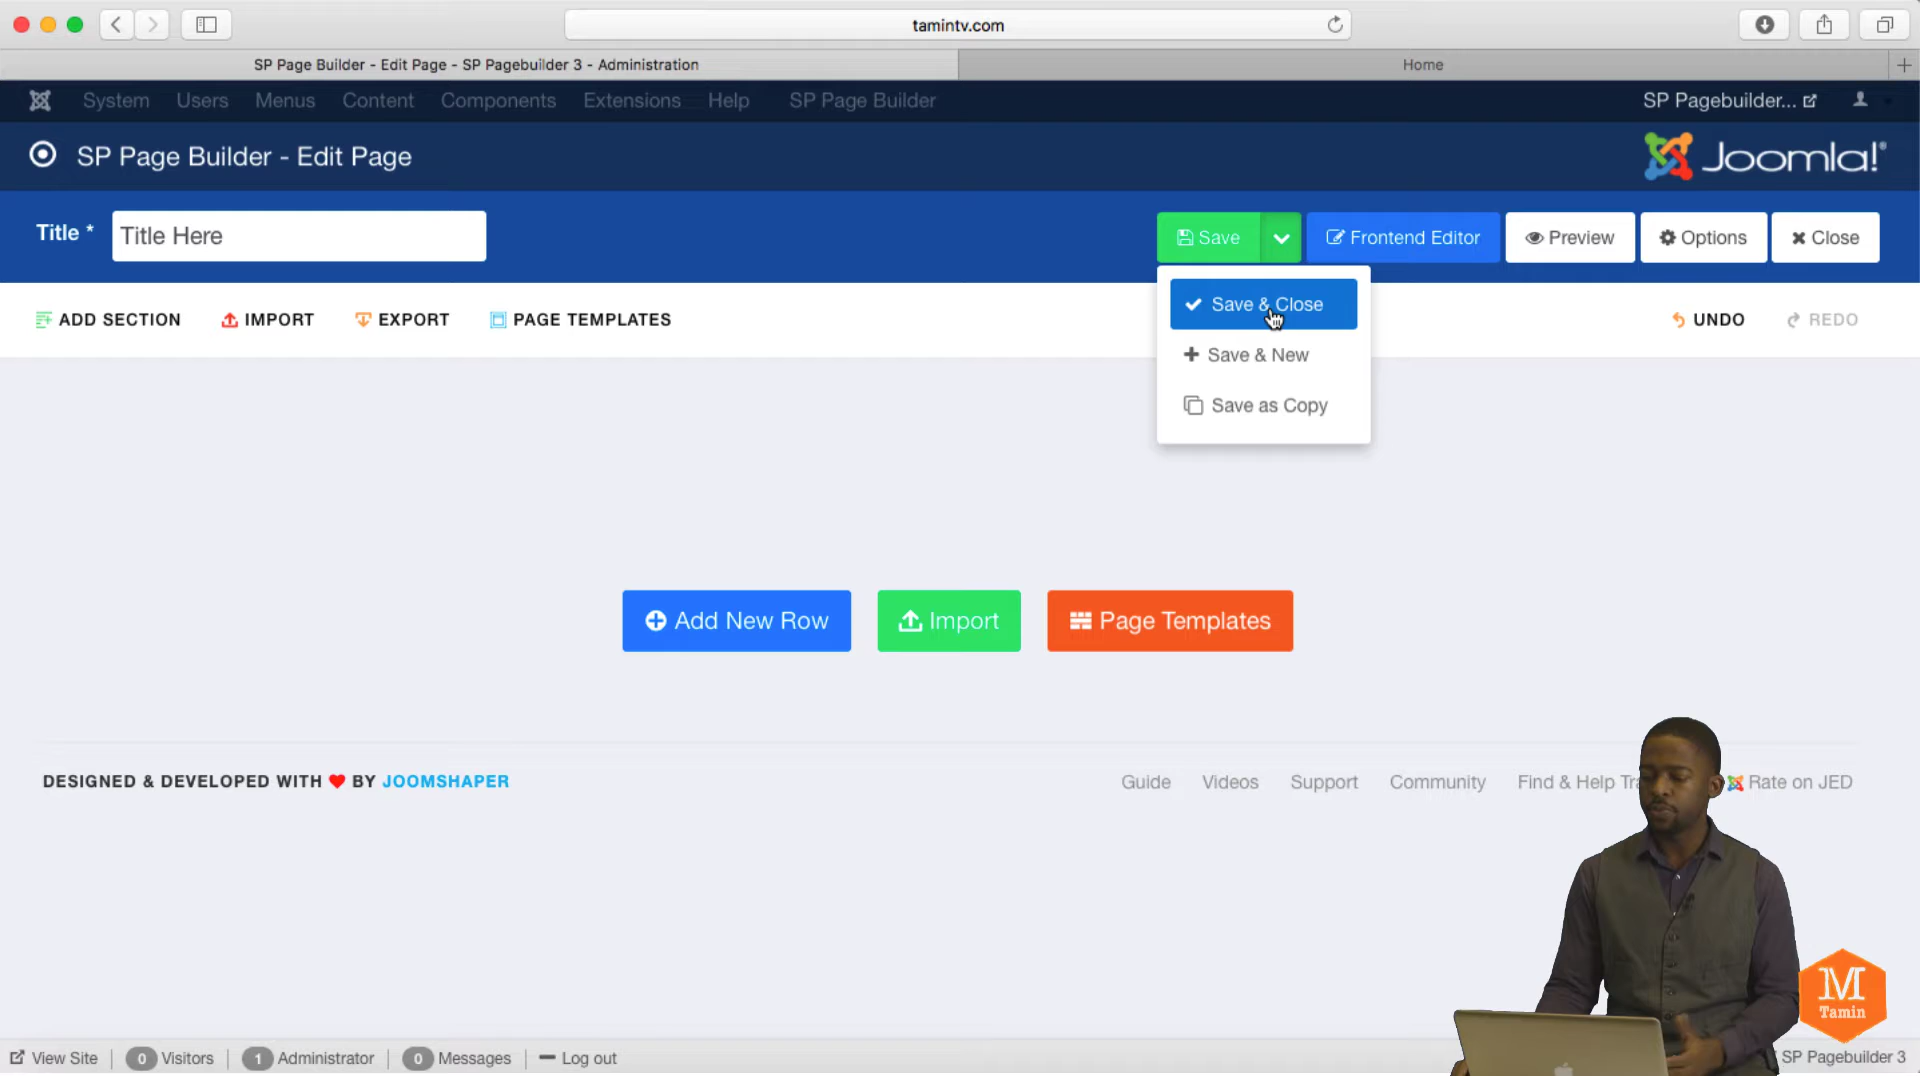 tamintv.com
SP Page Builder - Edit Page - SP Pagebuilder 3 - Administration
Home
System Users Menus Content Components Extensions Help SP Page Builder
SP Pagebuilder...
SP Page Builder - Edit Page
Joomla!®
Title *
Title Here
Save
Frontend Editor
Preview
Options
Close
Save & Close
Save & New
Save as Copy
ADD SECTION
IMPORT
EXPORT
PAGE TEMPLATES
UNDO
REDO
Add New Row
Import
Page Templates
DESIGNED & DEVELOPED WITH ❤ BY JOOMSHAPER
Guide Videos Support Community Find & Help Tra Rate on JED
M
Tamin
View Site
0 Visitors
1 Administrator
0 Messages
Log out
SP Pagebuilder 3